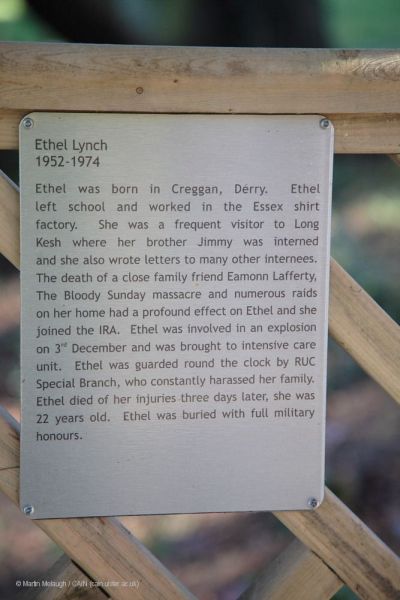 Ethel Lynch
1952-1974
Ethel was born in Creggan, Derry. Ethel
left school and worked in the Essex shirt
factory. She was a frequent visitor to Long
Kesh where her brother Jimmy was interned
and she also wrote letters to many other internees.
The death of a close family friend Eamonn Lafferty,
The Bloody Sunday massacre and numerous raids
on her home had a profound effect on Ethel and she
joined the IRA. Ethel was involved in an explosion
on 3rd December and was brought to intensive care
unit. Ethel was guarded round the clock by RUC
Special Branch, who constantly harassed her family.
Ethel died of her injuries three days later, she was
22 years old. Ethel was buried with full military
honours.
© Martin Melaugh / CAIN (cain.ulster.ac.uk)